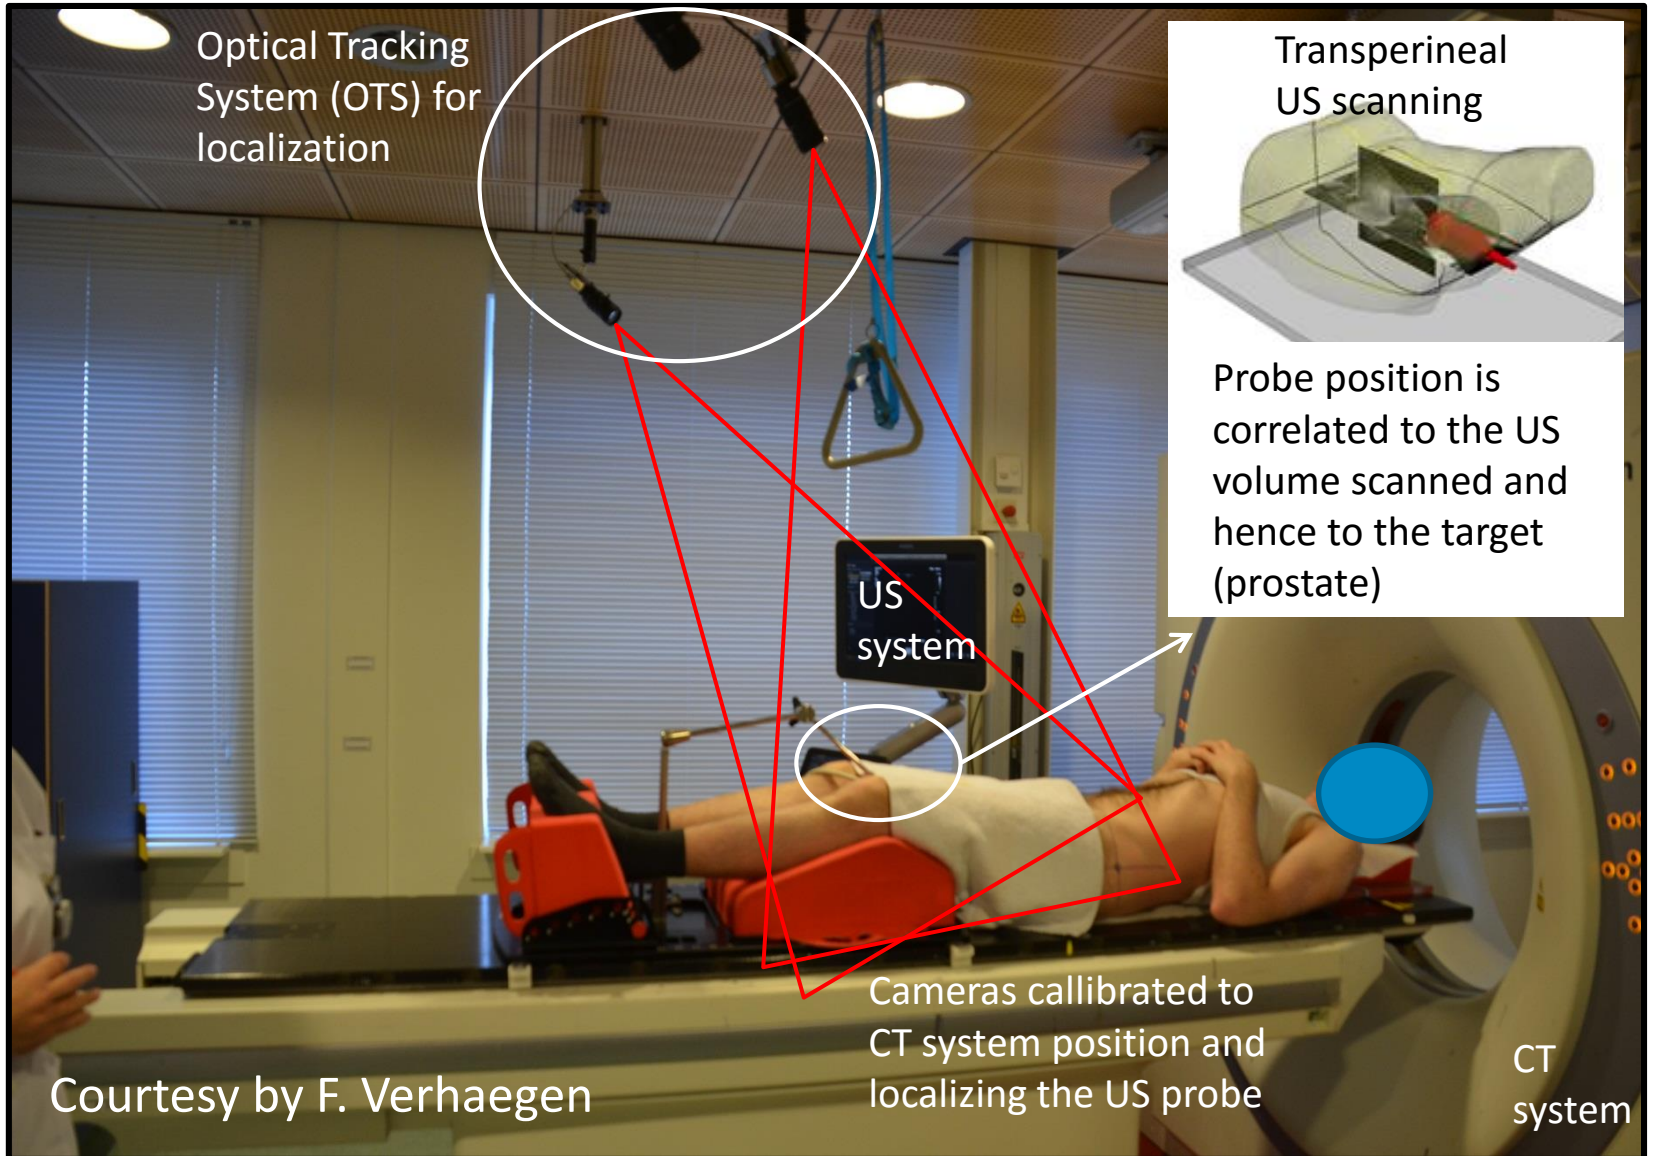 Optical Tracking
System (OTS) for
localization
Transperineal
US scanning
Probe position is
correlated to the US
volume scanned and
hence to the target
(prostate)
US
system
Cameras callibrated to
CT system position and
localizing the US probe
CT
system
Courtesy by F. Verhaegen